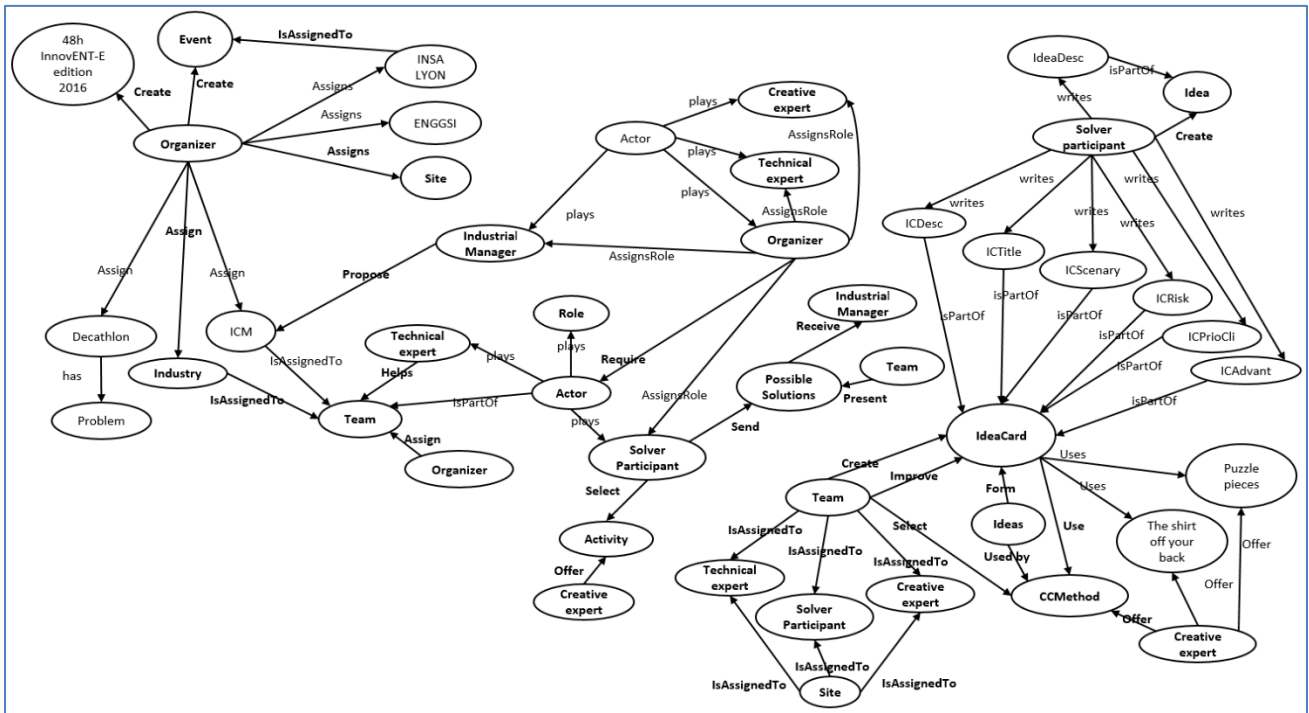 48h
InnovENT-E
edition
2016
Event
IsAssignedTo
INSA
LYON
Create
Create
Assigns
Assigns
ENGGSI
Organizer
Assigns
Site
Assign
Assign
Assign
Decathlon
ICM
has
Industry
IsAssignedTo
IsAssignedTo
Problem
Team
Assign
Organizer
Actor
plays
Creative
expert
plays
Technical
expert
AssignsRole
plays
plays
AssignsRole
Organizer
Industrial
Manager
AssignsRole
Propose
Technical
expert
Role
plays
plays
Helps
isPartOf
Actor
plays
Require
AssignsRole
Industrial
Manager
Receive
Possible
Solutions
Team
Present
Send
Solver
Participant
Select
Activity
Offer
Creative
expert
IdeaDesc
isPartOf
Idea
writes
Solver
participant
Create
writes
writes
writes
writes
writes
writes
ICDesc
ICTitle
ICScenary
ICRisk
ICPrioCli
ICAdvant
isPartOf
isPartOf
isPartOf
isPartOf
isPartOf
isPartOf
IdeaCard
Create
Improve
Team
Select
Form
Ideas
Used by
Uses
Uses
Use
Puzzle
pieces
The shirt
off your
back
Offer
Offer
Offer
CCMethod
Creative
expert
IsAssignedTo
IsAssignedTo
IsAssignedTo
Technical
expert
Solver
Participant
Creative
expert
IsAssignedTo
IsAssignedTo
IsAssignedTo
Site